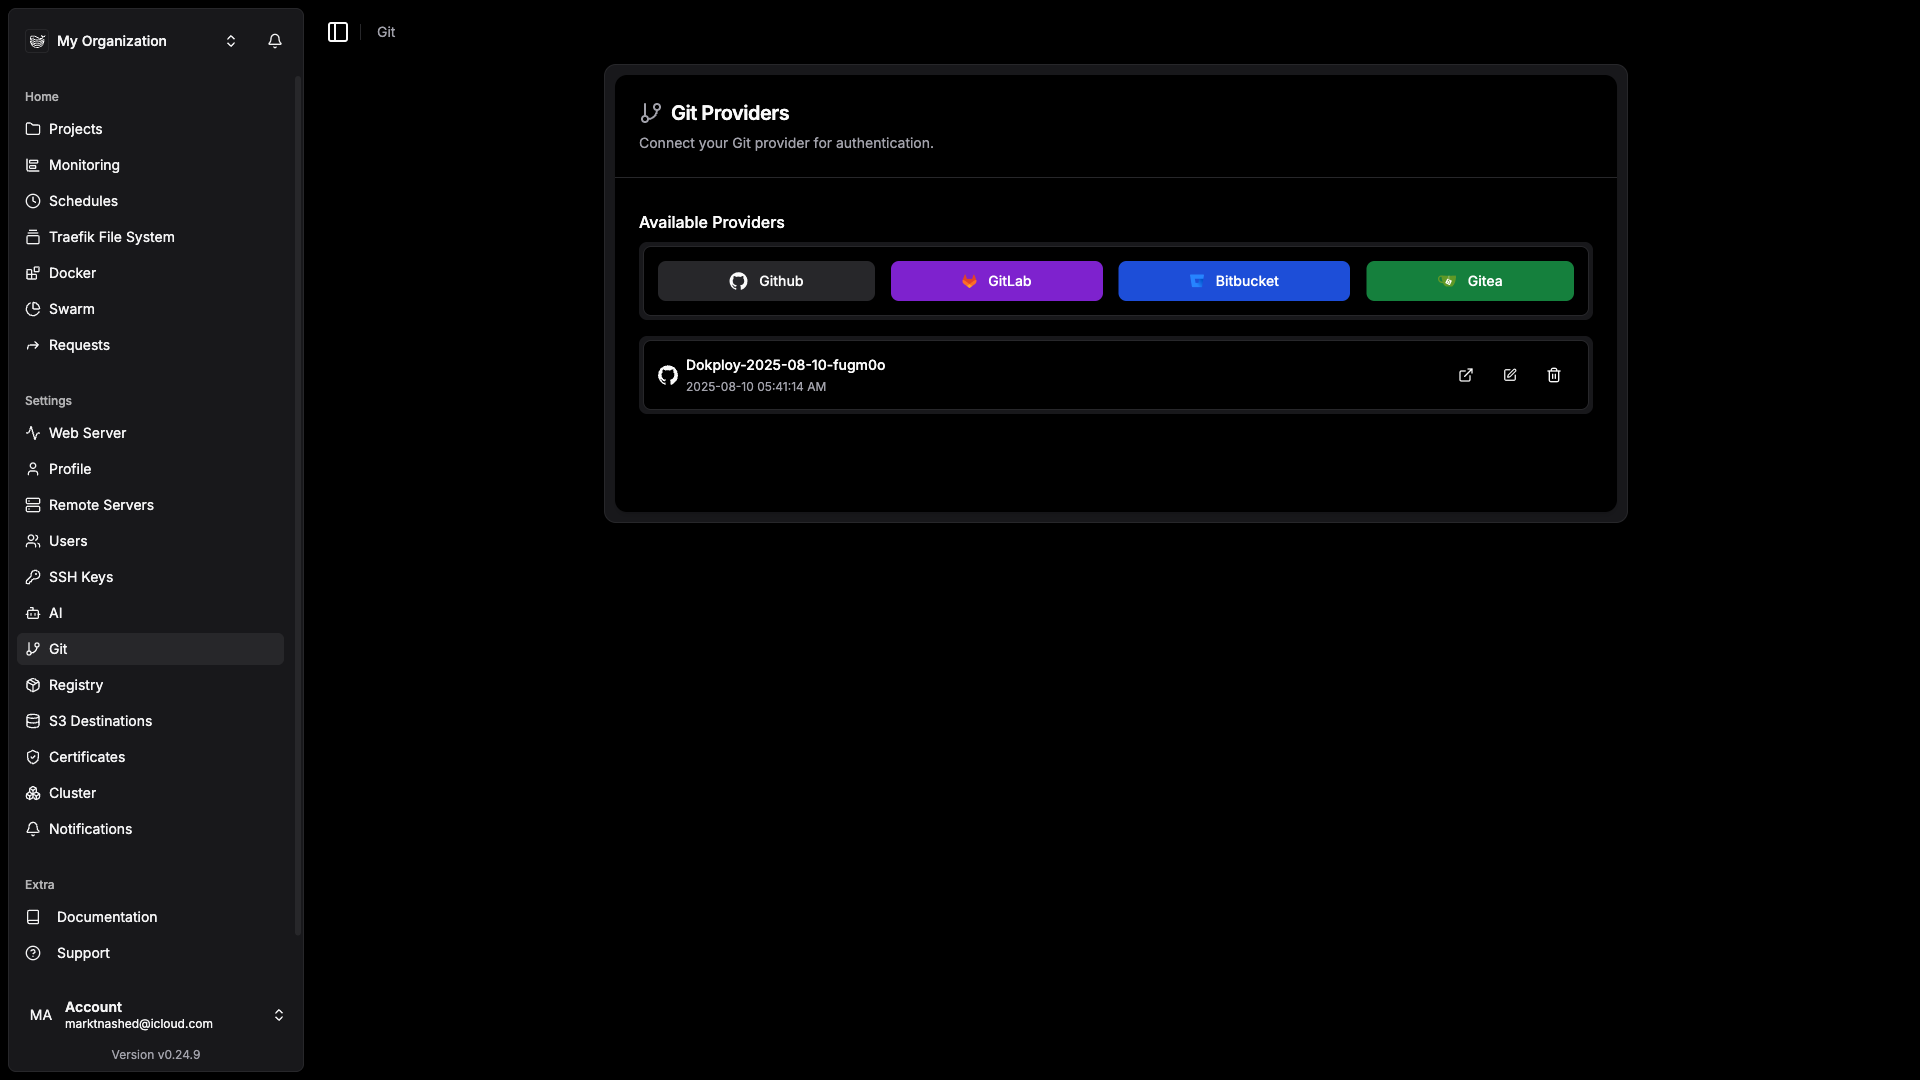 My Organization
Home
Projects
Monitoring
Schedules
Traefik File System
Docker
Swarm
Requests
Settings
Web Server
Profile
Remote Servers
Users
SSH Keys
AI
Git
Registry
S3 Destinations
Certificates
Cluster
Notifications
Extra
Documentation
Support
MA
Account
marktnashed@icloud.com
Version v0.24.9
Git
Git Providers
Connect your Git provider for authentication.
Available Providers
Github
GitLab
Bitbucket
Gitea
Dokploy-2025-08-10-fugm0o
2025-08-10 05:41:14 AM